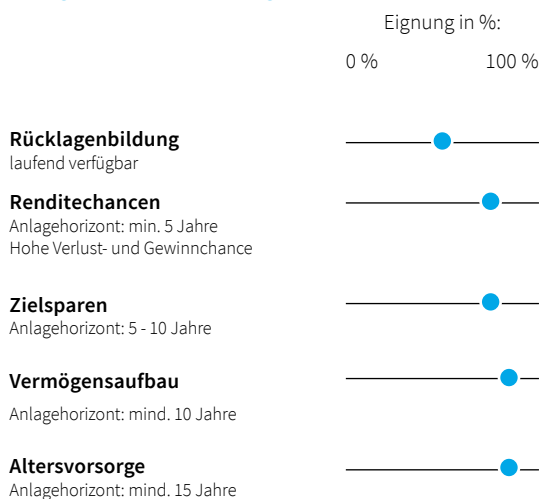 Eignung in %:
0 % 100 %
Rücklagenbildung
laufend verfügbar
Renditechancen
Anlagehorizont: min. 5 Jahre
Hohe Verlust- und Gewinnchance
Zielsparen
Anlagehorizont: 5 - 10 Jahre
Vermögensaufbau
Anlagehorizont: mind. 10 Jahre
Altersvorsorge
Anlagehorizont: mind. 15 Jahre